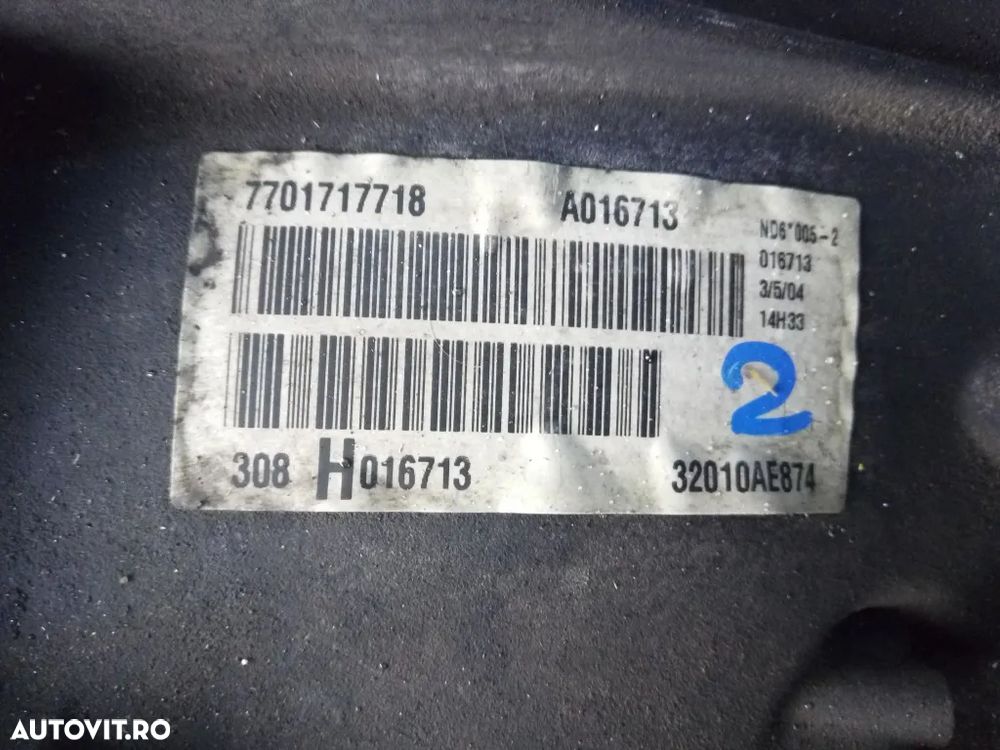 7701717718 A016713
ND6*005-2
016713
3/5/04
14H33
2
308 H016713 32010AE874
AUTOVIT.RO